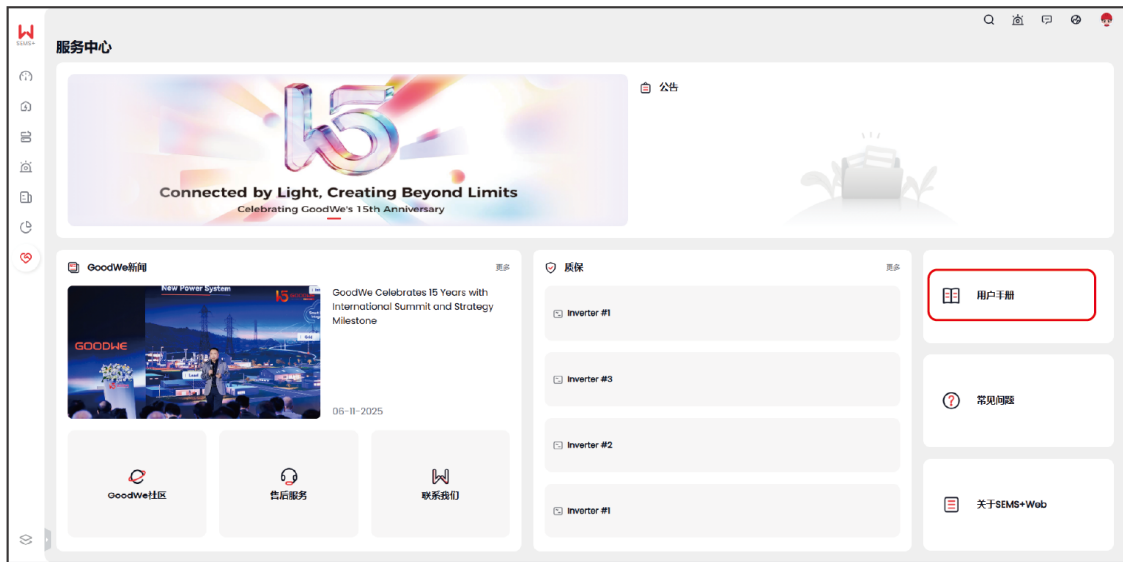 SEMS+
服务中心
15
Connected by Light, Creating Beyond Limits
Celebrating GoodWe's 15th Anniversary
公告
GoodWe新闻
更多
New Power System
15
GOODWE
Grid
Load
GoodWe Celebrates 15 Years with
International Summit and Strategy
Milestone
06-11-2025
GoodWe社区
售后服务
联系我们
质保
更多
Inverter #1
Inverter #3
Inverter #2
Inverter #1
用户手册
常见问题
关于SEMS+Web